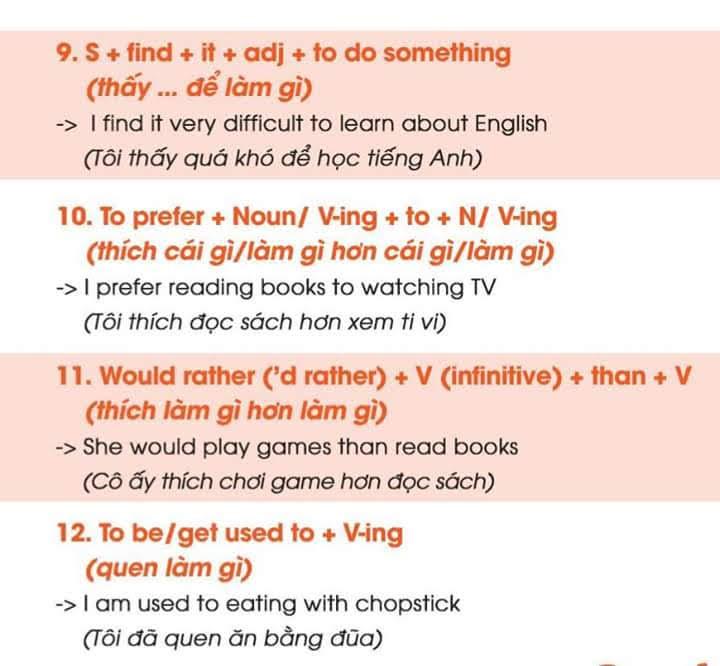 9. S + find + it + adj + to do something
(thấy ... để làm gì)
-> I find it very difficult to learn about English
(Tôi thấy quá khó để học tiếng Anh)
10. To prefer + Noun/ V-ing + to + N/ V-ing
(thích cái gì/làm gì hơn cái gì/làm gì)
-> I prefer reading books to watching TV
(Tôi thích đọc sách hơn xem ti vi)
11. Would rather ('d rather) + V (infinitive) + than + V
(thích làm gì hơn làm gì)
-> She would play games than read books
(Cô ấy thích chơi game hơn đọc sách)
12. To be/get used to + V-ing
(quen làm gì)
-> I am used to eating with chopstick
(Tôi đã quen ăn bằng đũa)